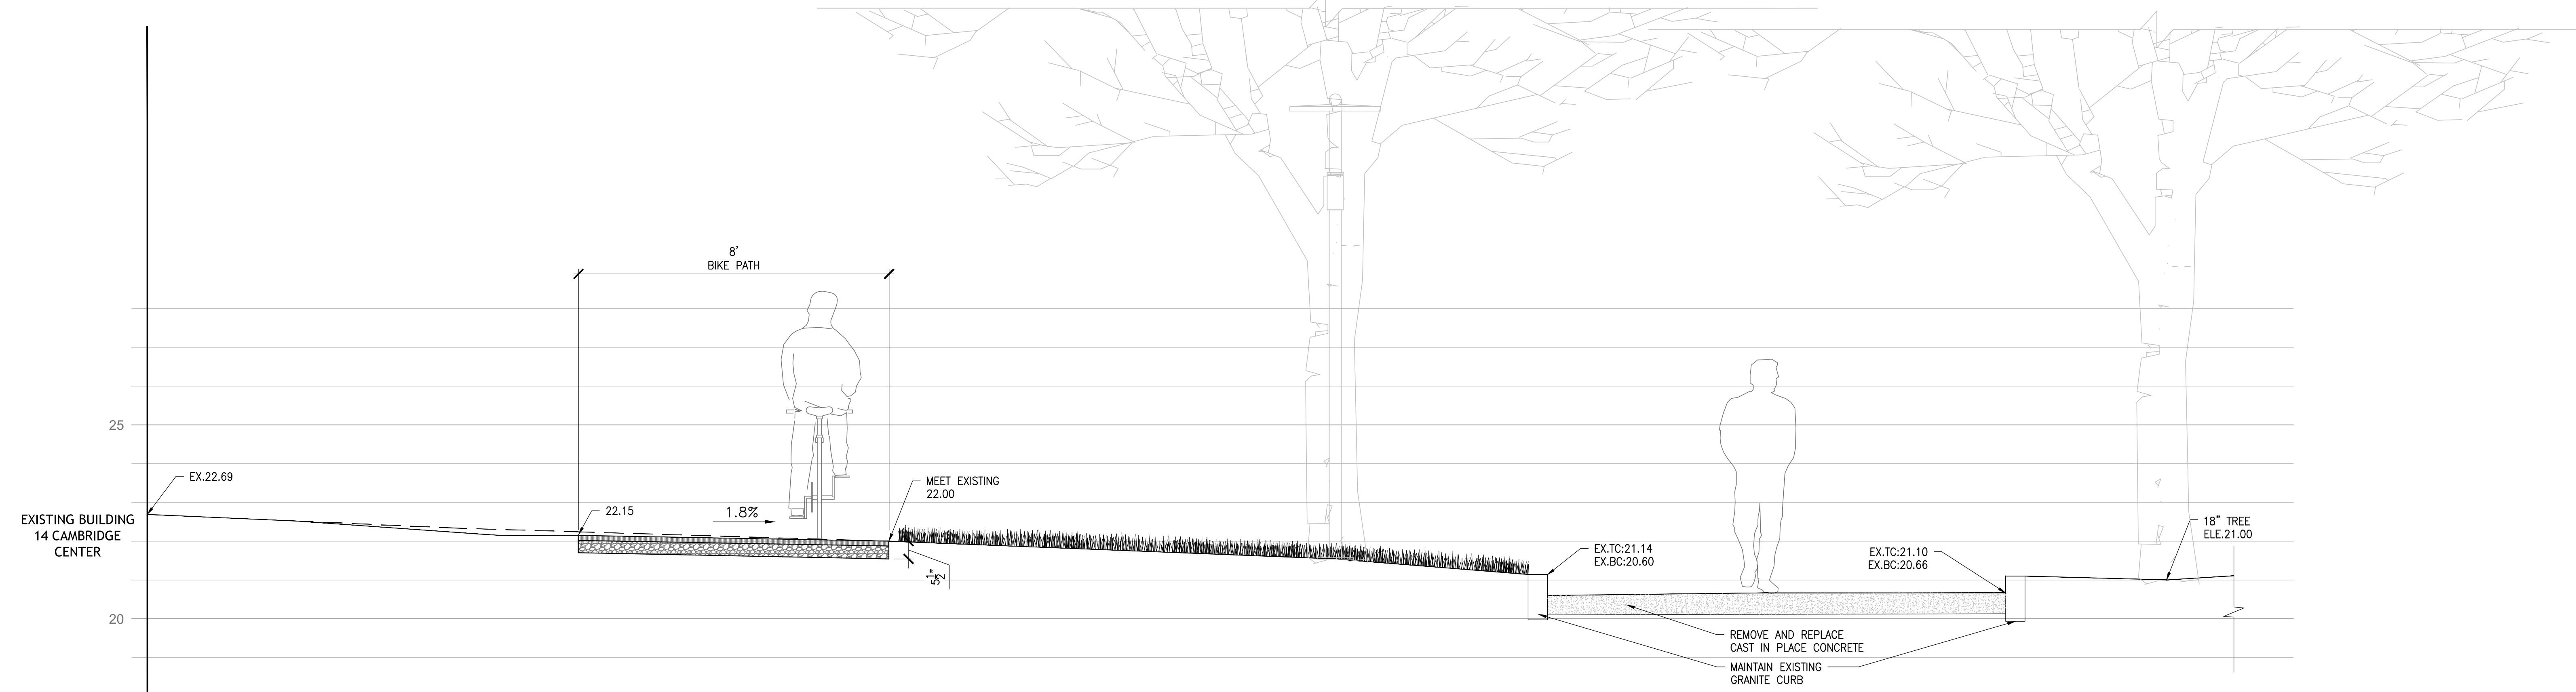 8'
BIKE PATH
25
EX.22.69
MEET EXISTING
22.00
EXISTING BUILDING
14 CAMBRIDGE
CENTER
22.15
1.8%
5 1/2"
EX.TC:21.14
EX.BC:20.60
EX.TC:21.10
EX.BC:20.66
18" TREE
ELE.21.00
20
REMOVE AND REPLACE
CAST IN PLACE CONCRETE
MAINTAIN EXISTING
GRANITE CURB